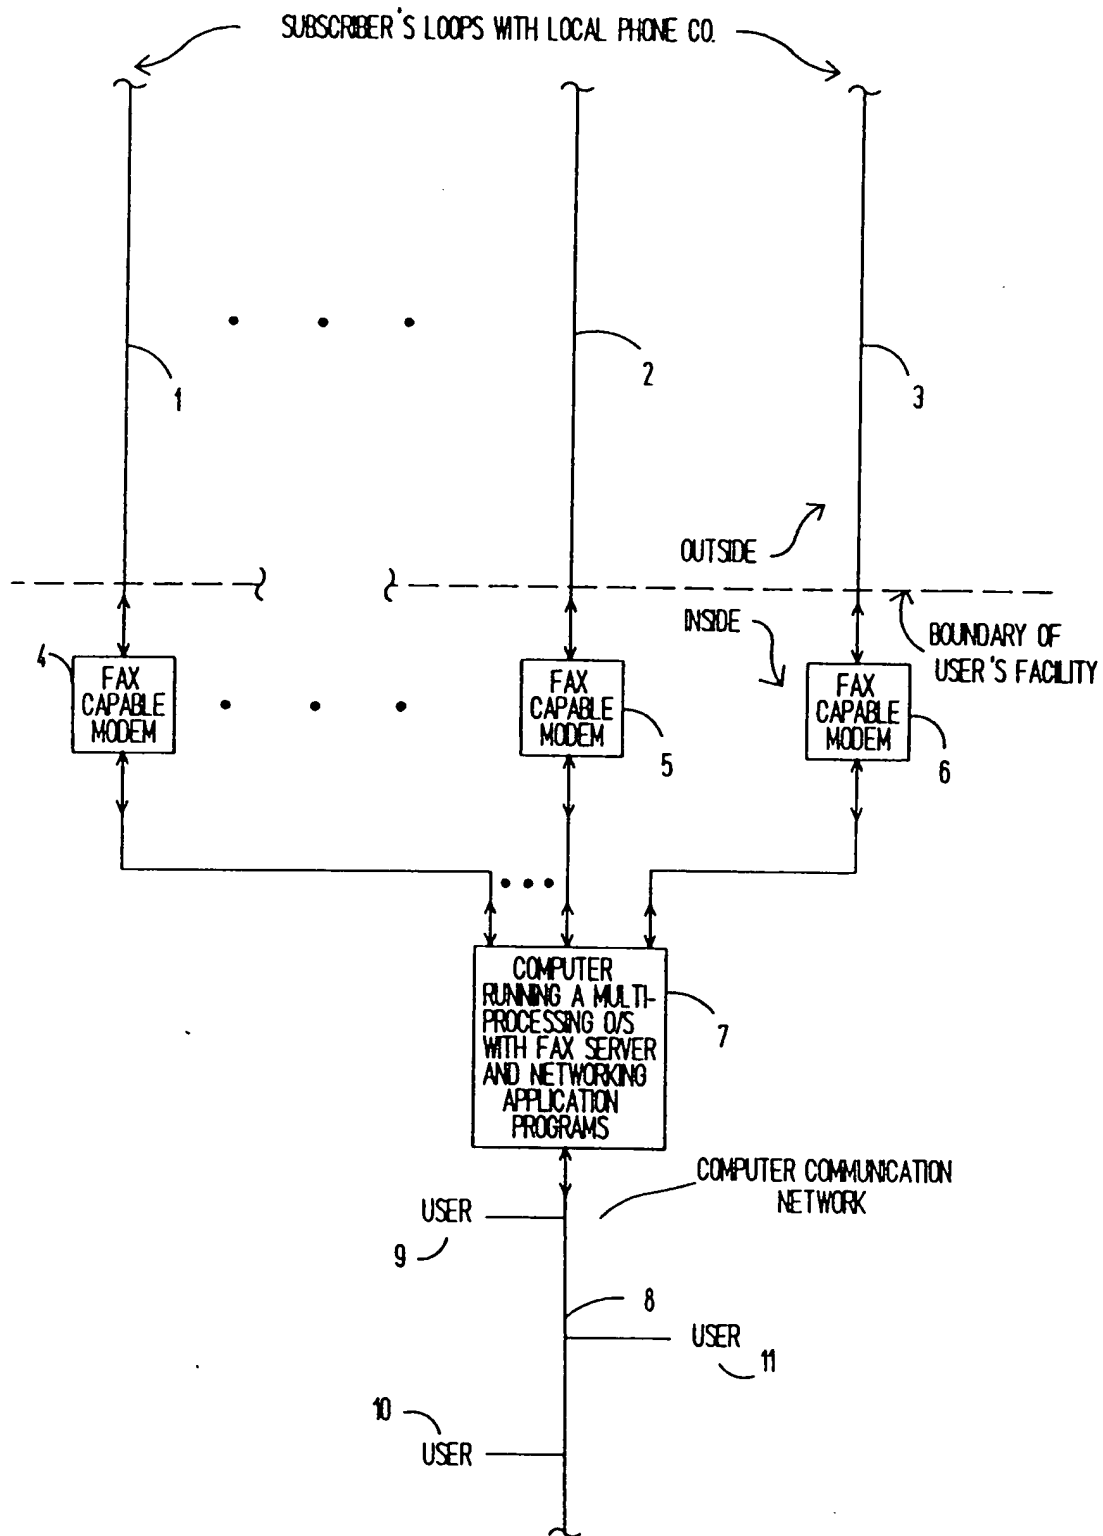 SUBSCRIBER'S LOOPS WITH LOCAL PHONE CO.
1
2
3
OUTSIDE
INSIDE
BOUNDARY OF
USER'S FACILITY
4
FAX
CAPABLE
MODEM
FAX
CAPABLE
MODEM
5
FAX
CAPABLE
MODEM
6
COMPUTER
RUNNING A MULTI-
PROCESSING O/S
WITH FAX SERVER
AND NETWORKING
APPLICATION
PROGRAMS
7
COMPUTER COMMUNICATION
NETWORK
USER
9
8
USER
11
10
USER